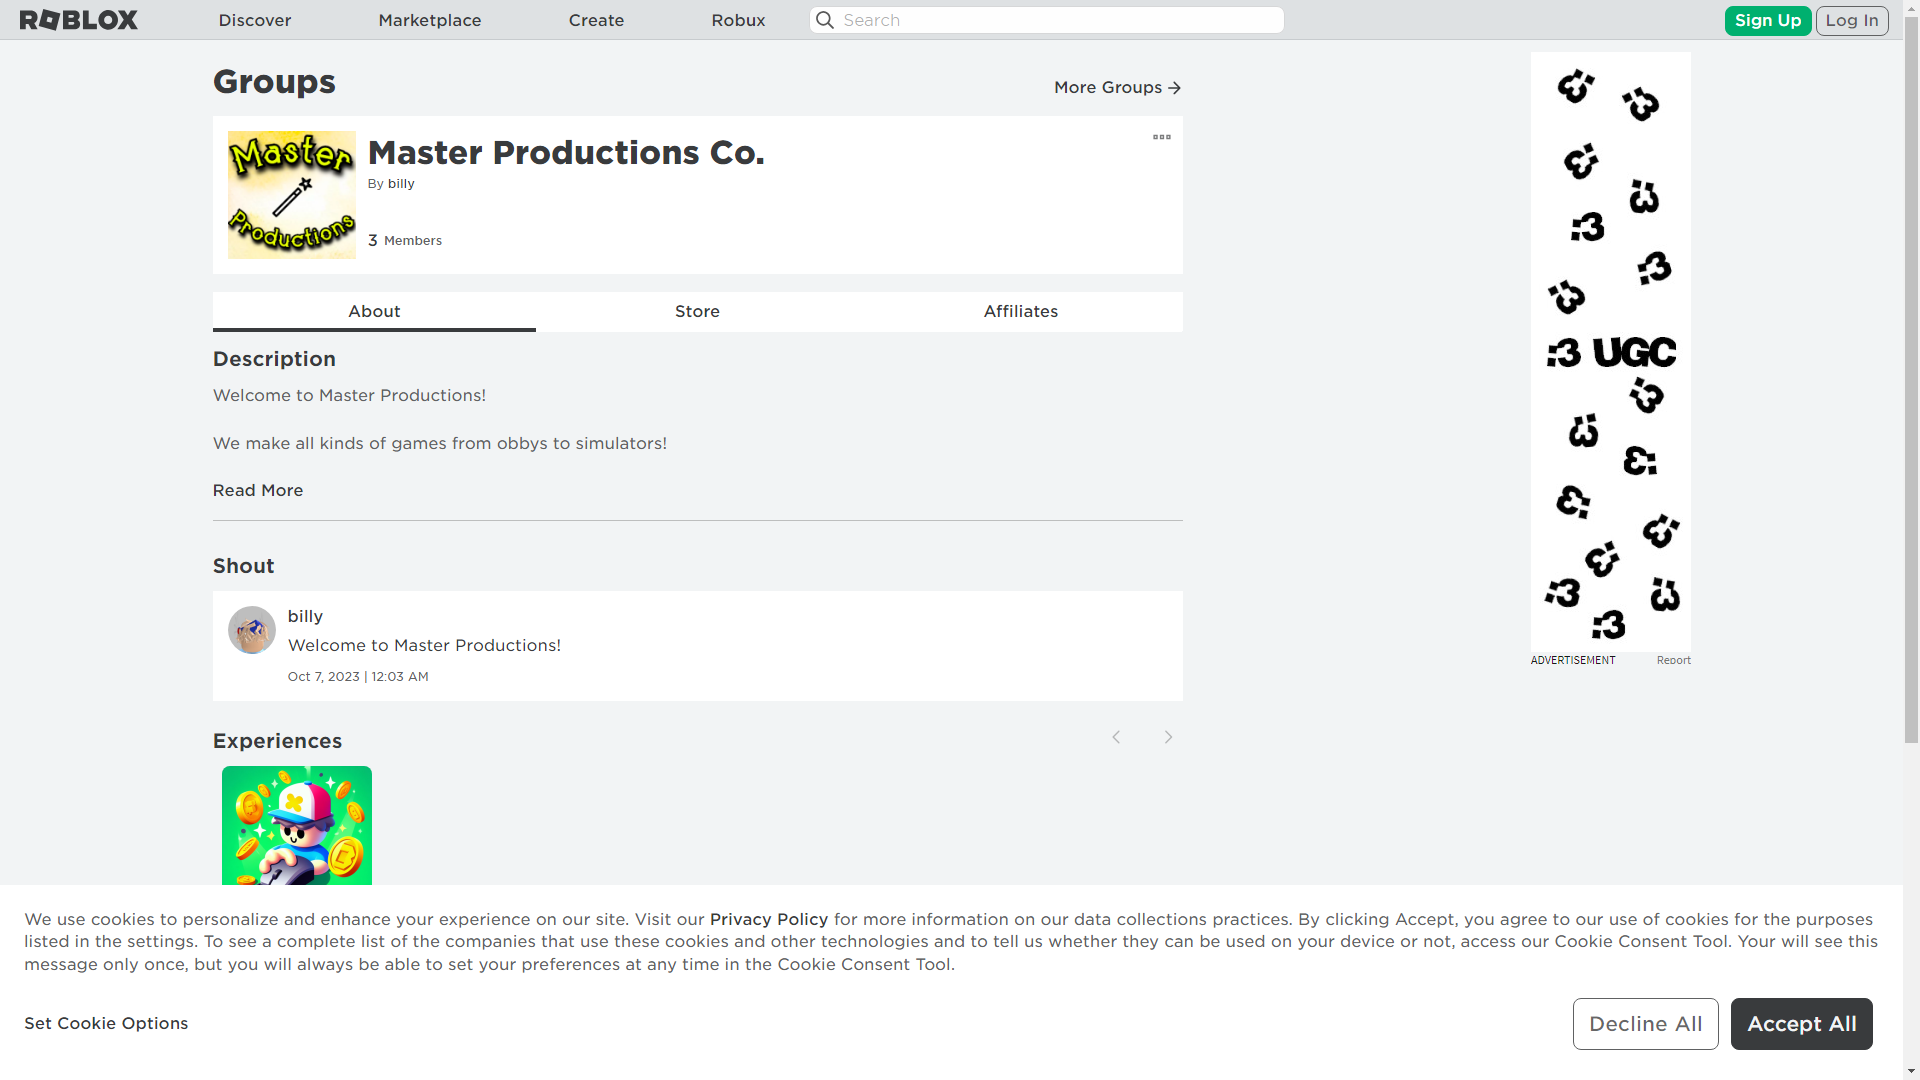 ROBLOX
Discover
Marketplace
Create
Robux
Search
Sign Up
Log In
Groups
More Groups
Master
Productions
Master Productions Co.
By billy
3 Members
About
Store
Affiliates
Description
Welcome to Master Productions!
We make all kinds of games from obbys to simulators!
Read More
Shout
billy
Welcome to Master Productions!
Oct 7, 2023 | 12:03 AM
Experiences
:3
:3
:3
:3
:3
:3
:3
:3 UGC
:3
:3
:3
:3
:3
:3
:3
:3
:3
ADVERTISEMENT
Report
We use cookies to personalize and enhance your experience on our site. Visit our Privacy Policy for more information on our data collections practices. By clicking Accept, you agree to our use of cookies for the purposes
listed in the settings. To see a complete list of the companies that use these cookies and other technologies and to tell us whether they can be used on your device or not, access our Cookie Consent Tool. Your will see this
message only once, but you will always be able to set your preferences at any time in the Cookie Consent Tool.
Set Cookie Options
Decline All
Accept All